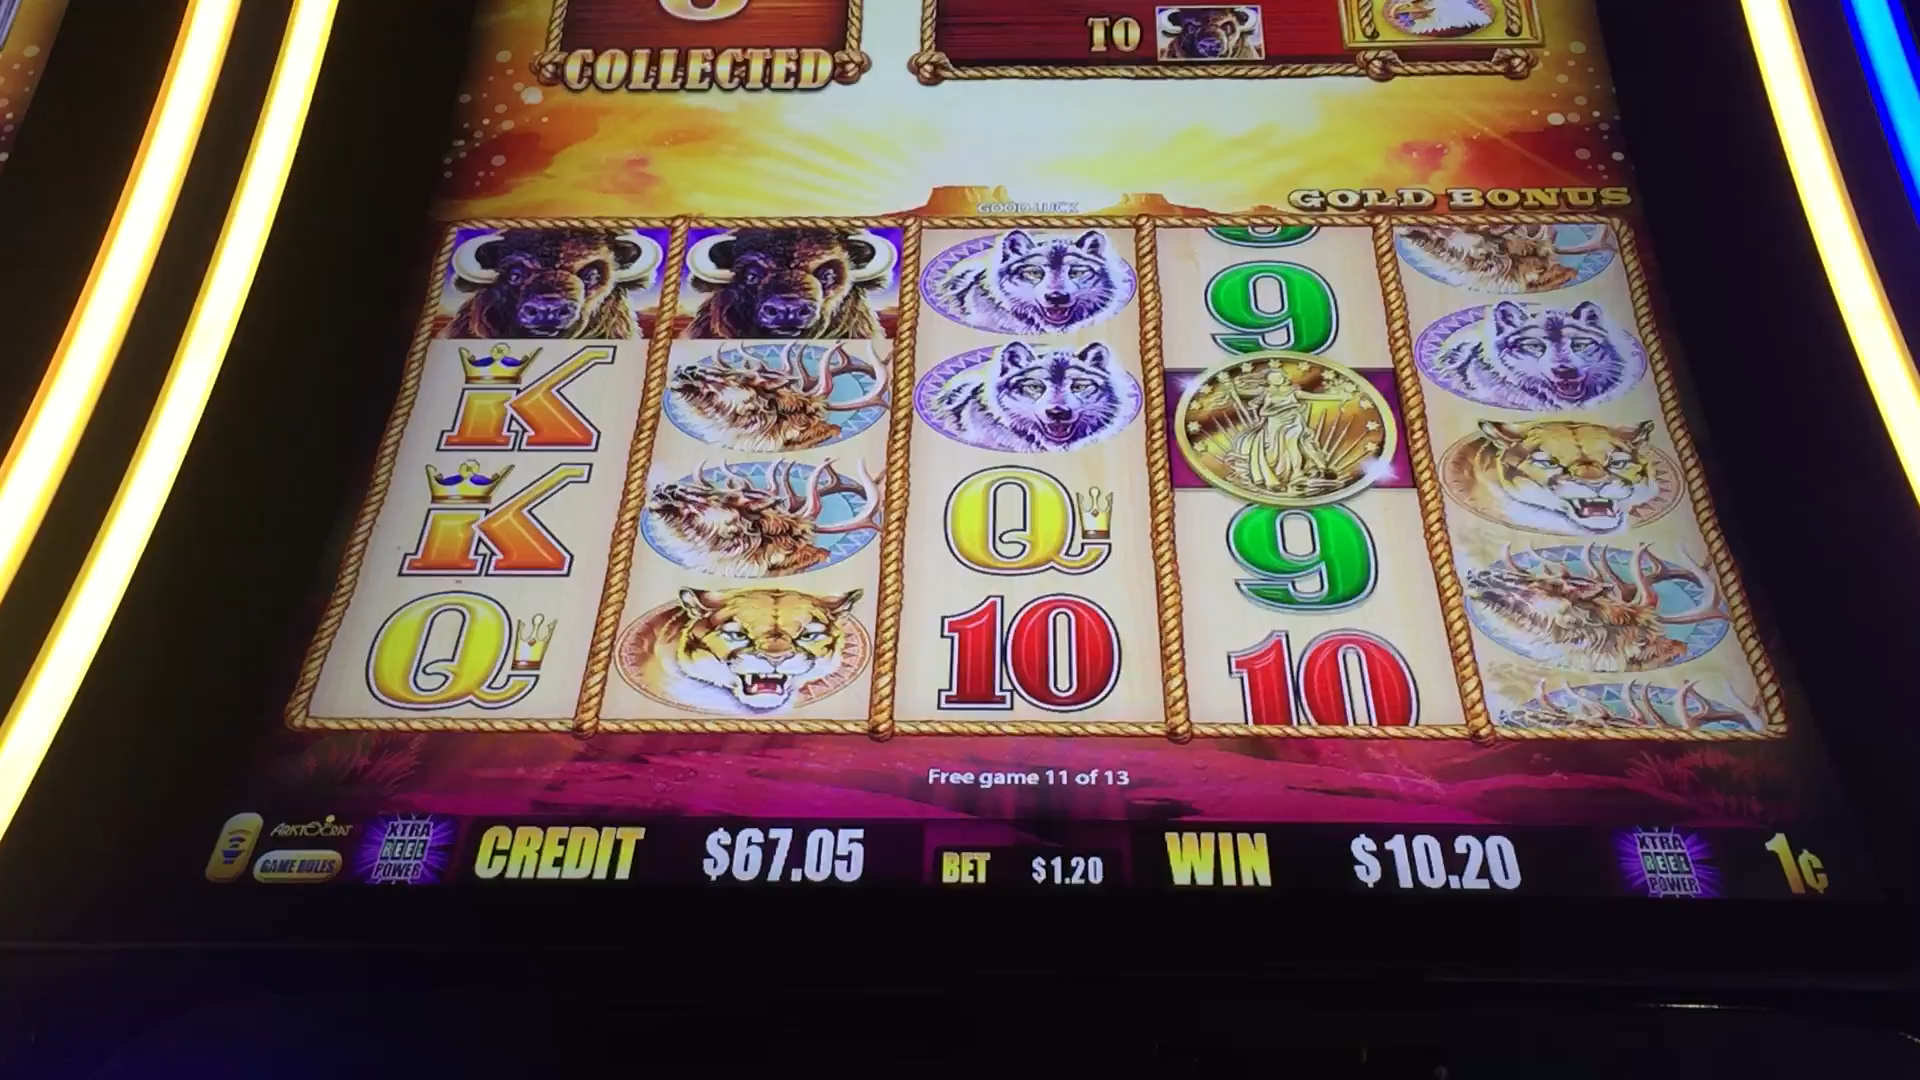 COLLECTED
TO
GOOD LUCK
GOLD BONUS
9
K
K
Q
Q
10
9
10
Free game 11 of 13
ARISTOCRAT
GAME RULES
XTRA
REEL
POWER
CREDIT $67.05
BET $1.20
WIN $10.20
XTRA
REEL
POWER
1¢